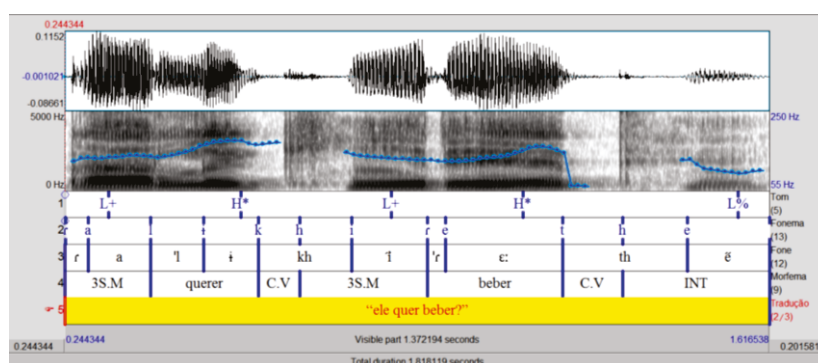 0.244344
0.1152
-0.001021
-0.08661
5000 Hz 250 Hz
0 Hz 55 Hz
1 L+ H* L+ H* L% Tom (5)
2 ɾ a l ɨ k h i ɾ e t h e Fonema (13)
3 ɾ a ˈl ɨ kh ˈɾ ɛː th ẽ Fone (12)
4 3S.M querer C.V 3S.M beber C.V INT Morfema (9)
5 “ele quer beber?” Tradução (2/3)
0.244344 0.244344 Visible part 1.372194 seconds 1.616538 0.201581
Total duration 1.818119 seconds